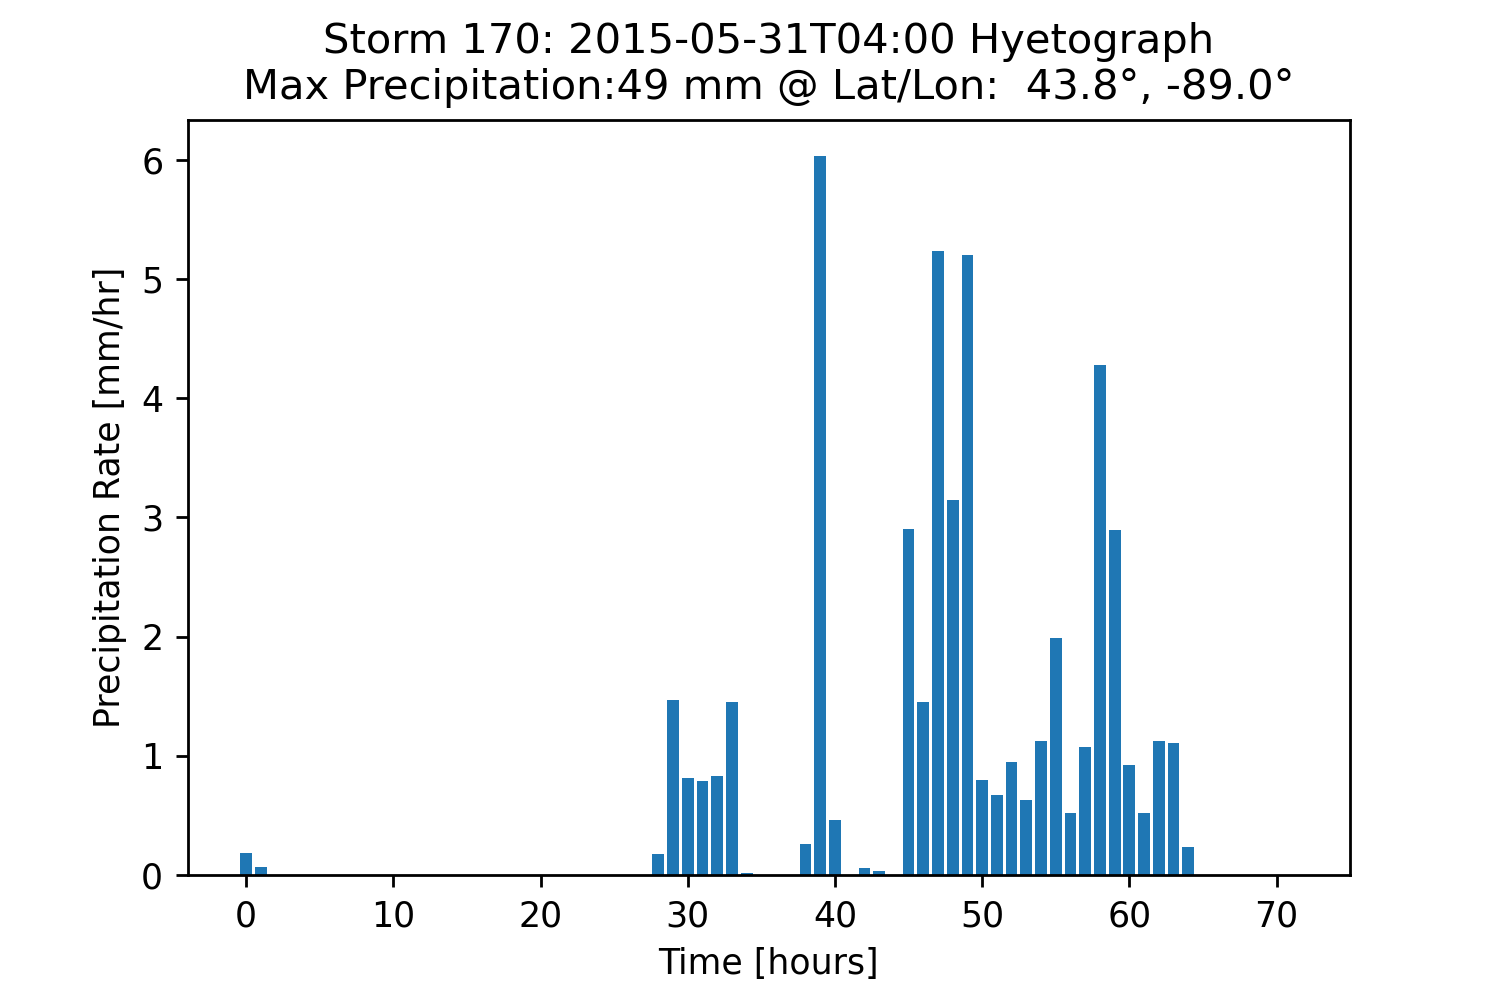 Storm 170: 2015-05-31T04:00 Hyetograph
Max Precipitation:49 mm @ Lat/Lon:  43.8°, -89.0°
Precipitation Rate [mm/hr]
6
5
4
3
2
1
0
0 10 20 30 40 50 60 70
Time [hours]